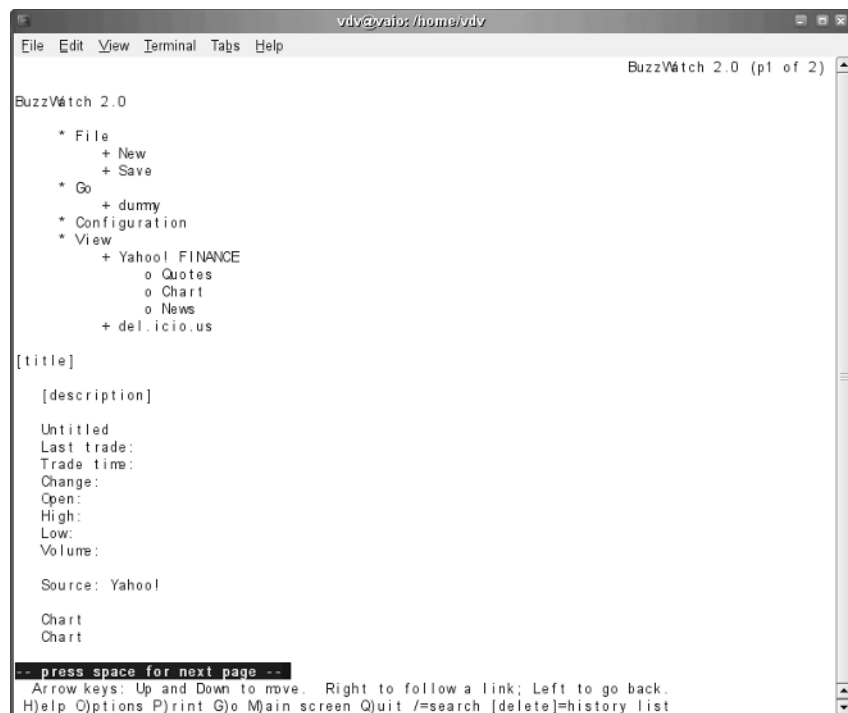 vdv@vaio: /home/vdv
File Edit View Terminal Tabs Help
BuzzWatch 2.0 (p1 of 2)
BuzzWatch 2.0
* File
+ New
+ Save
* Go
+ dummy
* Configuration
* View
+ Yahoo! FINANCE
o Quotes
o Chart
o News
+ del.icio.us
[title]
[description]
Untitled
Last trade:
Trade time:
Change:
Open:
High:
Low:
Volume:
Source: Yahoo!
Chart
Chart
-- press space for next page --
Arrow keys: Up and Down to move. Right to follow a link; Left to go back.
H)elp O)ptions P)rint G)o M)ain screen Q)uit /=search [delete]=history list